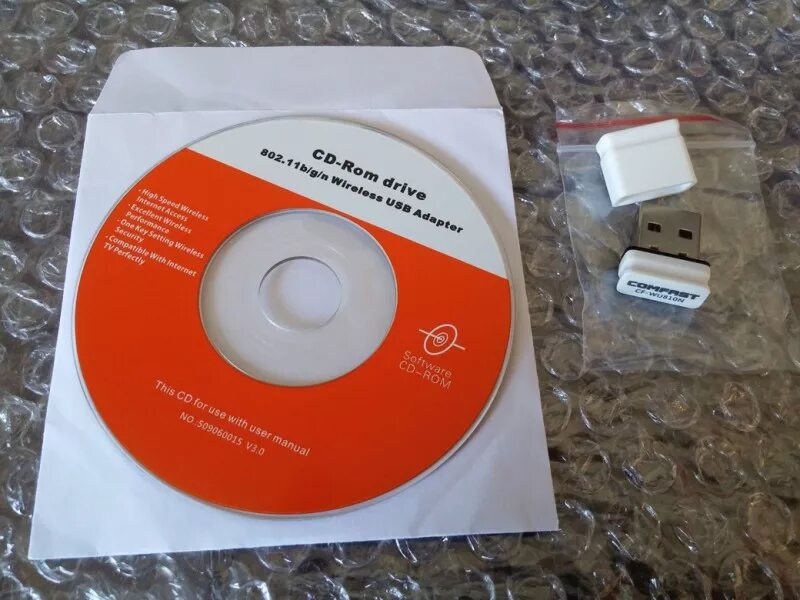 CD-Rom drive
802.11b/g/n Wireless USB Adapter
·High Speed Wireless
Internet Access
·Excellent Wireless
Performance
·One Key Setting Wireless
Security
·Compatible With Internet
TV Perfectly
Software
CD-ROM
This CD for use with user manual
NO.:S09060015 V3.0
COMFAST
CF-WU810N